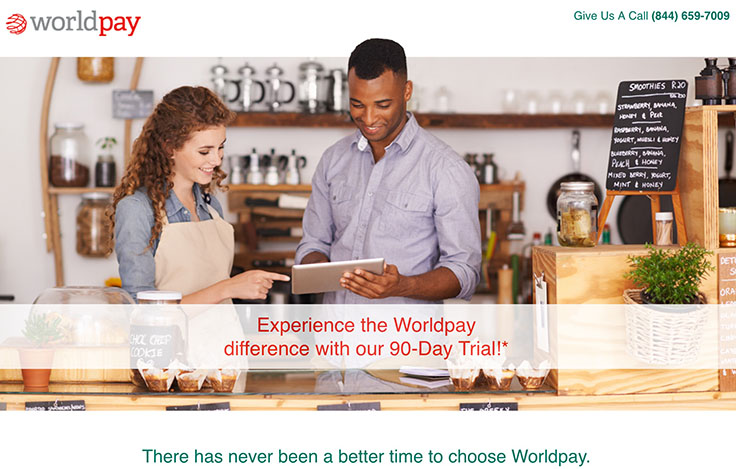 worldpay
Give Us A Call (844) 659-7009
SMOOTHIES R20
STRAWBERRY, BANANA,
HONEY & PEAR
RASPBERRY, BANANA,
YOGURT, MUESLI & HONEY
BLUEBERRY, BANANA,
PEACH & HONEY
MIXED BERRY, YOGURT,
MINT & HONEY
CHOC CHIP
COOKIE
Experience the Worldpay
difference with our 90-Day Trial!*
There has never been a better time to choose Worldpay.